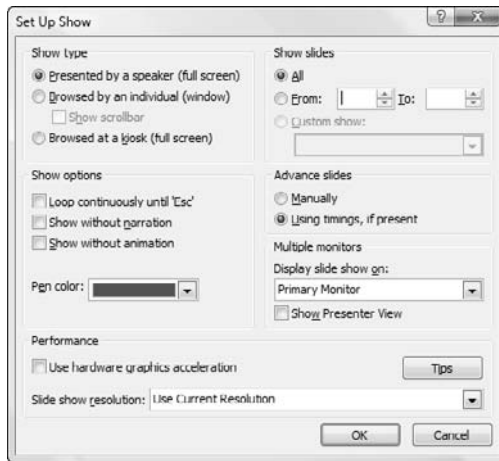 Set Up Show
Show type
Presented by a speaker (full screen)
Browsed by an individual (window)
Show scrollbar
Browsed at a kiosk (full screen)
Show slides
All
From: To:
Custom show:
Show options
Loop continuously until 'Esc'
Show without narration
Show without animation
Pen color:
Advance slides
Manually
Using timings, if present
Multiple monitors
Display slide show on:
Primary Monitor
Show Presenter View
Performance
Use hardware graphics acceleration
Tips
Slide show resolution: Use Current Resolution
OK Cancel